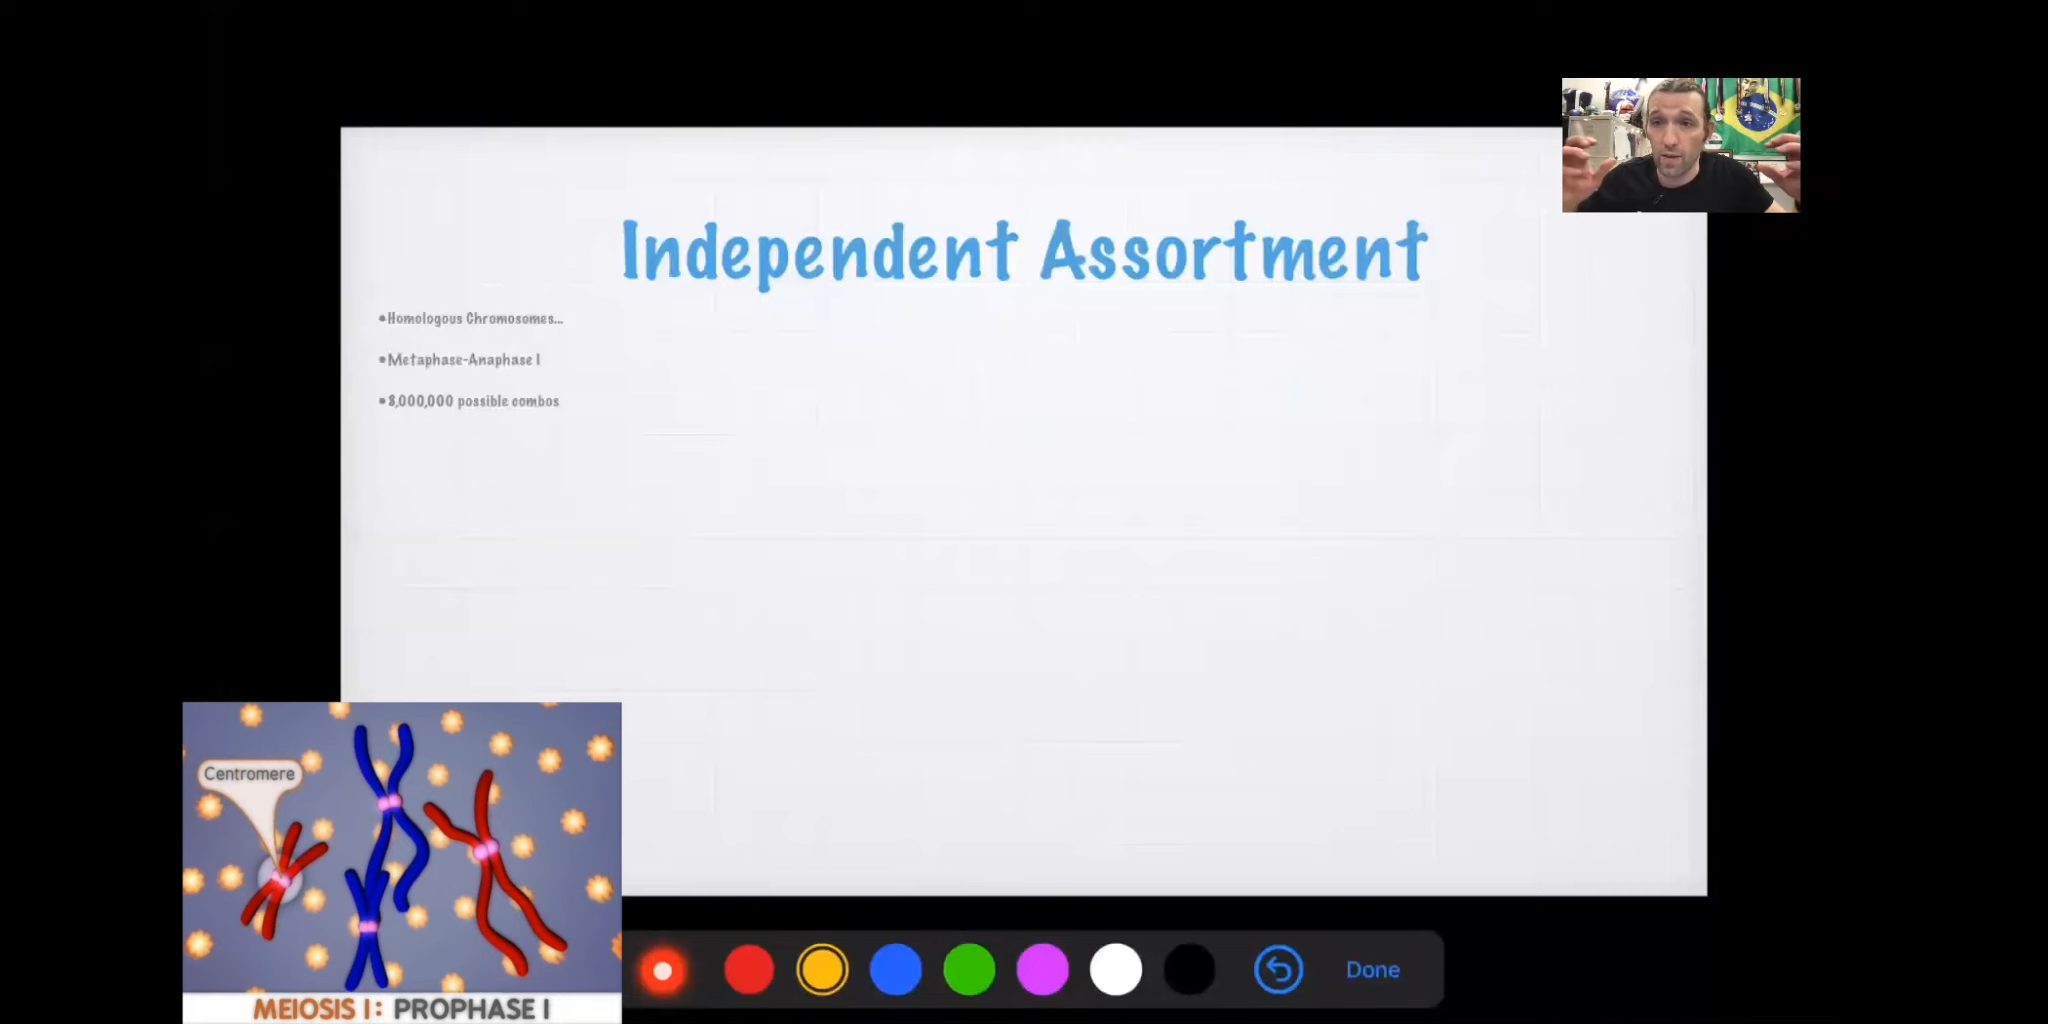 Independent Assortment
•Homologous Chromosomes...
•Metaphase-Anaphase I
•8,000,000 possible combos
Centromere
MEIOSIS I: PROPHASE I
Done